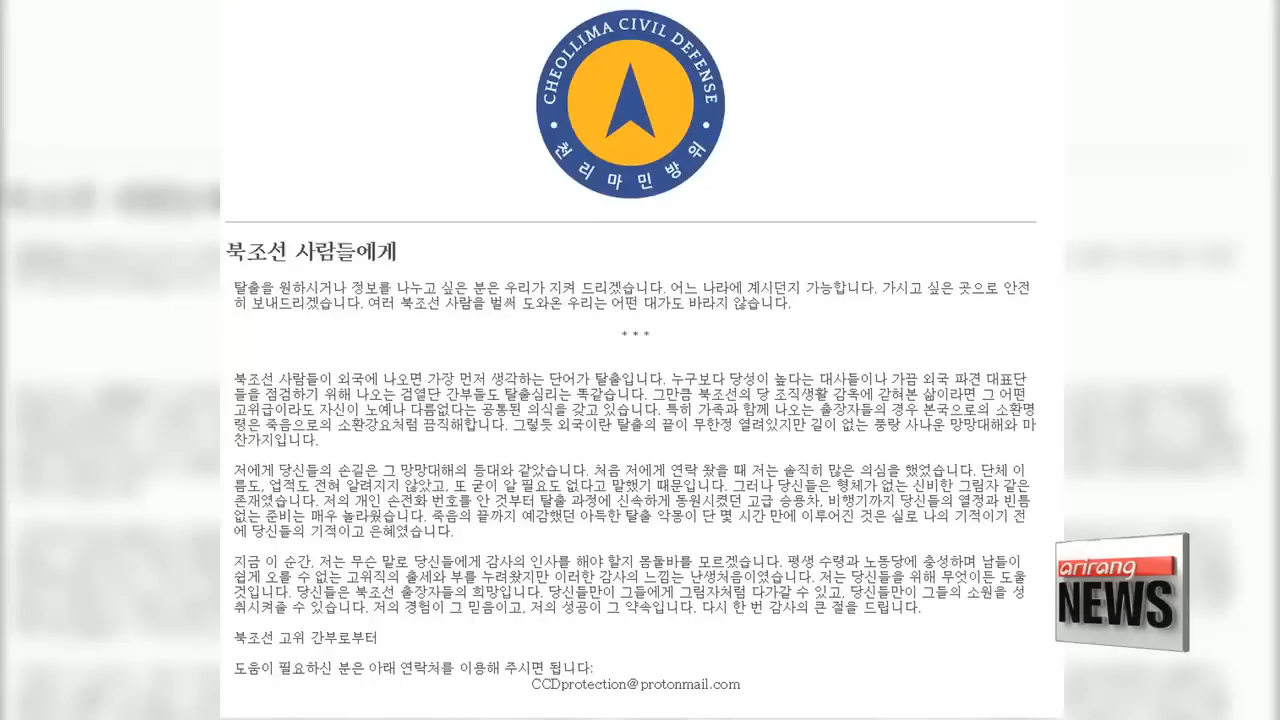 CHEOLLIMA CIVIL DEFENSE
천리마민방위
북조선 사람들에게
탈출을 원하시거나 정보를 나누고 싶은 분은 우리가 지켜 드리겠습니다. 어느 나라에 계시던지 가능합니다. 가시고 싶은 곳으로 안전
히 보내드리겠습니다. 여러 북조선 사람을 벌써 도와온 우리는 어떤 대가도 바라지 않습니다.
* * *
북조선 사람들이 외국에 나오면 가장 먼저 생각하는 단어가 탈출입니다. 누구보다 당성이 높다는 대사들이나 가끔 외국 파견 대표단
들을 점검하기 위해 나오는 검열단 간부들도 탈출심리는 똑같습니다. 그만큼 북조선의 당 조직생활 감옥에 갇혀본 삶이라면 그 어떤
고위급이라도 자신이 노예나 다름없다는 공통된 의식을 갖고 있습니다. 특히 가족과 함께 나오는 출장자들의 경우 본국으로의 소환명
령은 죽음으로의 소환강요처럼 끔직해합니다. 그렇듯 외국이란 탈출의 끝이 무한정 열려있지만 길이 없는 풍랑 사나운 망망대해와 마
찬가지입니다.
저에게 당신들의 손길은 그 망망대해의 등대와 같았습니다. 처음 저에게 연락 왔을 때 저는 솔직히 많은 의심을 했었습니다. 단체 이
름도, 업적도 전혀 알려지지 않았고, 또 굳이 알 필요도 없다고 말했기 때문입니다. 그러나 당신들은 형체가 없는 신비한 그림자 같은
존재였습니다. 저의 개인 손전화 번호를 안 것부터 탈출 과정에 신속하게 동원시켰던 고급 승용차, 비행기까지 당신들의 열정과 빈틈
없는 준비는 매우 놀라웠습니다. 죽음의 끝까지 예감했던 아득한 탈출 악몽이 단 몇 시간 만에 이루어진 것은 실로 나의 기적이기 전
에 당신들의 기적이고 은혜였습니다.
지금 이 순간, 저는 무슨 말로 당신들에게 감사의 인사를 해야 할지 몸둘바를 모르겠습니다. 평생 수령과 노동당에 충성하며 남들이
쉽게 오를 수 없는 고위직의 출세와 부를 누려왔지만 이러한 감사의 느낌는 난생처음이였습니다. 저는 당신들을 위해 무엇이든 도울
것입니다. 당신들은 북조선 출장자들의 희망입니다. 당신들만이 그들에게 그림자처럼 다가갈 수 있고, 당신들만이 그들의 소원을 성
취시켜줄 수 있습니다. 저의 경험이 그 믿음이고, 저의 성공이 그 약속입니다. 다시 한 번 감사의 큰 절을 드립니다.
북조선 고위 간부로부터
도움이 필요하신 분은 아래 연락처를 이용해 주시면 됩니다:
CCDprotection@protonmail.com
arirang
NEWS